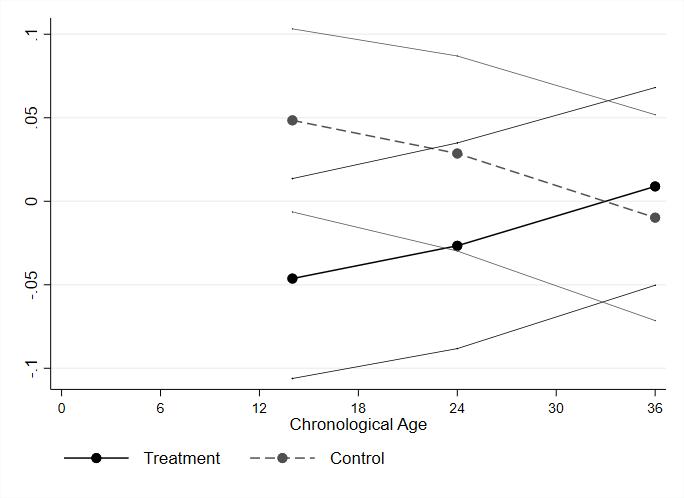 .1
.05
0
-.05
-.1
0 6 12 18 24 30 36
Chronological Age
Treatment Control